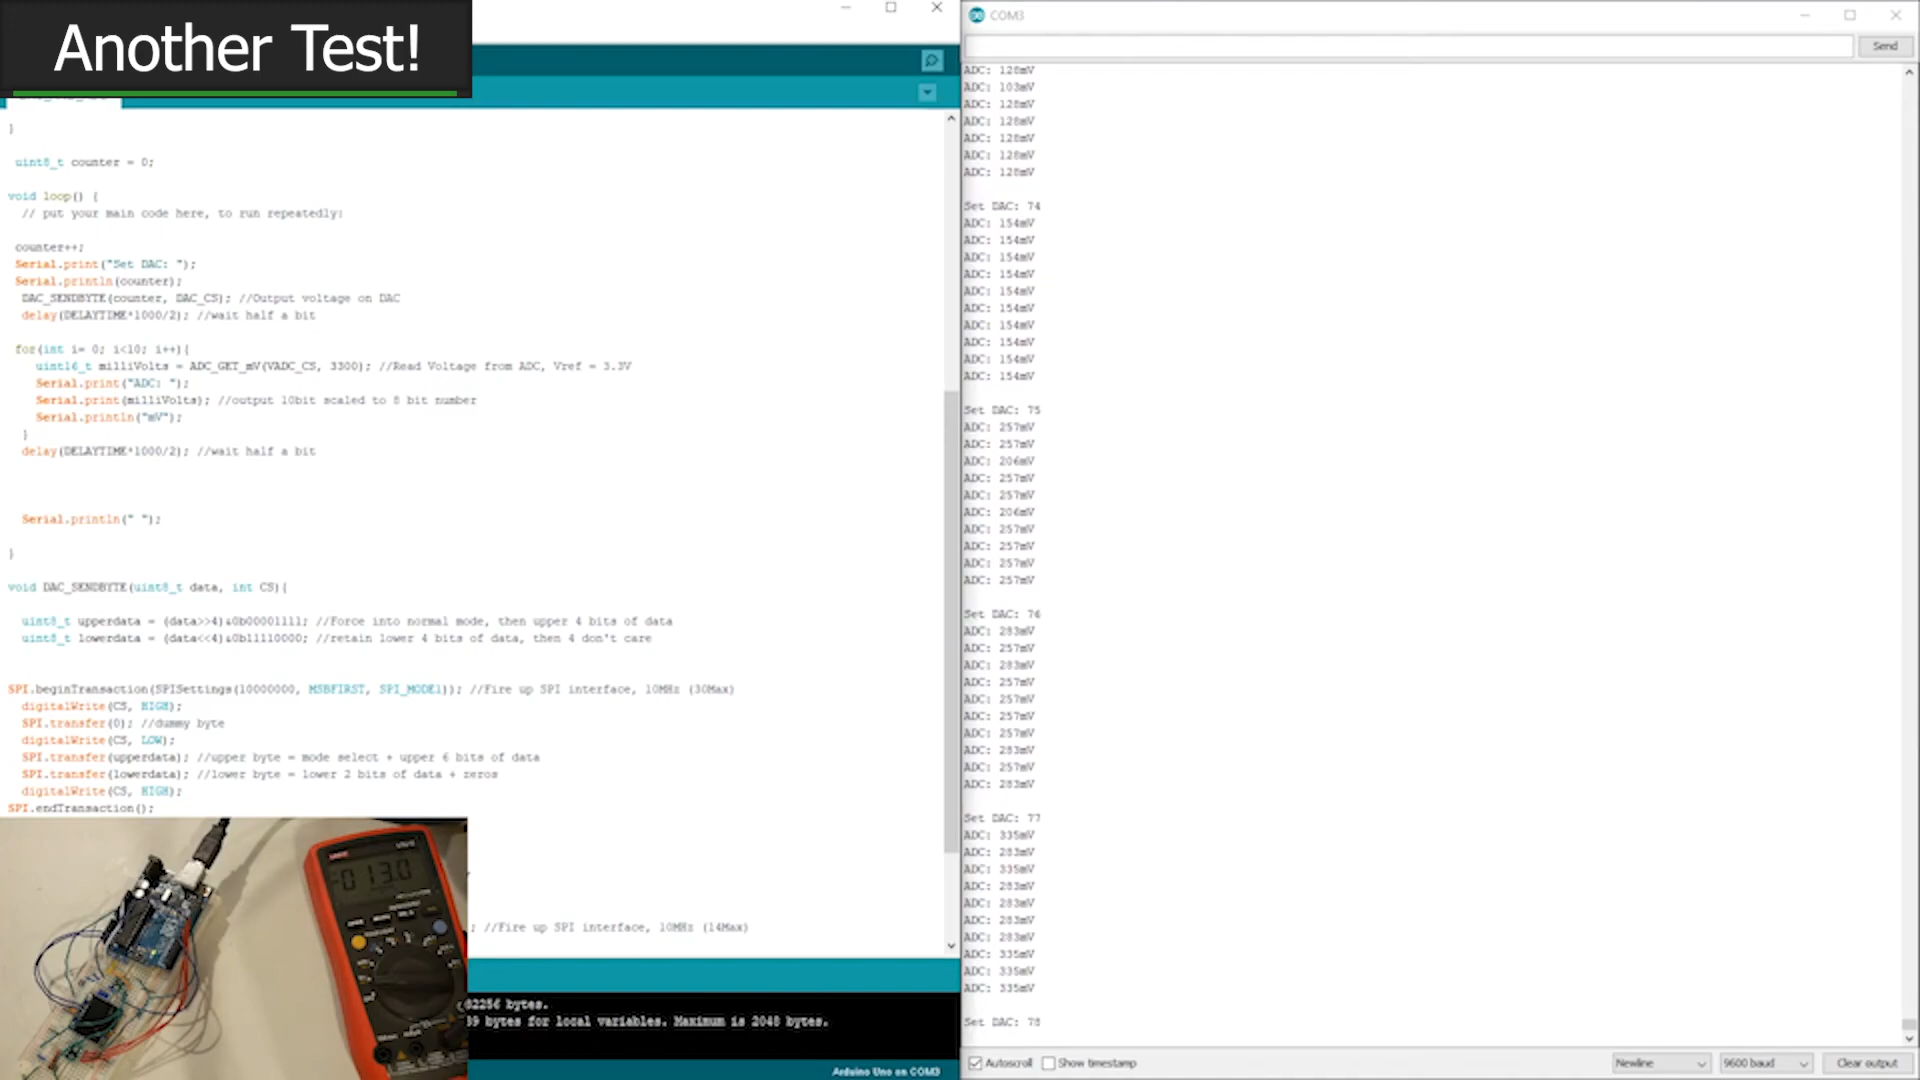 Another Test!
}
uint8_t counter = 0;
void loop() {
// put your main code here, to run repeatedly:
counter++;
Serial.print("Set DAC: ");
Serial.println(counter);
DAC_SENDBYTE(counter, DAC_CS); //Output voltage on DAC
delay(DELAYTIME*1000/2); //wait half a bit
for(int i= 0; i<10; i++){
uint16_t milliVolts = ADC_GET_mV(VADC_CS, 3300); //Read Voltage from ADC, Vref = 3.3V
Serial.print("ADC: ");
Serial.print(milliVolts); //output 10bit scaled to 8 bit number
Serial.println("mV");
}
delay(DELAYTIME*1000/2); //wait half a bit
Serial.println(" ");
}
void DAC_SENDBYTE(uint8_t data, int CS){
uint8_t upperdata = (data>>4)&0b00001111; //Force into normal mode, then upper 4 bits of data
uint8_t lowerdata = (data<<4)&0b11110000; //retain lower 4 bits of data, then 4 don't care
SPI.beginTransaction(SPISettings(10000000, MSBFIRST, SPI_MODE1)); //Fire up SPI interface, 10MHz (30Max)
digitalWrite(CS, HIGH);
SPI.transfer(0); //dummy byte
digitalWrite(CS, LOW);
SPI.transfer(upperdata); //upper byte = mode select + upper 6 bits of data
SPI.transfer(lowerdata); //lower byte = lower 2 bits of data + zeros
digitalWrite(CS, HIGH);
SPI.endTransaction();
; //Fire up SPI interface, 10MHz (14Max)
32256 bytes.
39 bytes for local variables. Maximum is 2048 bytes.
Arduino Uno on COM3
-013.0
COM3
Send
ADC: 128mV
ADC: 103mV
ADC: 128mV
ADC: 128mV
ADC: 128mV
ADC: 128mV
ADC: 128mV
Set DAC: 74
ADC: 154mV
ADC: 154mV
ADC: 154mV
ADC: 154mV
ADC: 154mV
ADC: 154mV
ADC: 154mV
ADC: 154mV
ADC: 154mV
ADC: 154mV
Set DAC: 75
ADC: 257mV
ADC: 257mV
ADC: 206mV
ADC: 257mV
ADC: 257mV
ADC: 206mV
ADC: 257mV
ADC: 257mV
ADC: 257mV
ADC: 257mV
Set DAC: 76
ADC: 283mV
ADC: 257mV
ADC: 283mV
ADC: 257mV
ADC: 257mV
ADC: 257mV
ADC: 257mV
ADC: 283mV
ADC: 257mV
ADC: 283mV
Set DAC: 77
ADC: 335mV
ADC: 283mV
ADC: 335mV
ADC: 283mV
ADC: 283mV
ADC: 283mV
ADC: 283mV
ADC: 335mV
ADC: 335mV
ADC: 335mV
Set DAC: 78
Autoscroll Show timestamp Newline 9600 baud Clear output